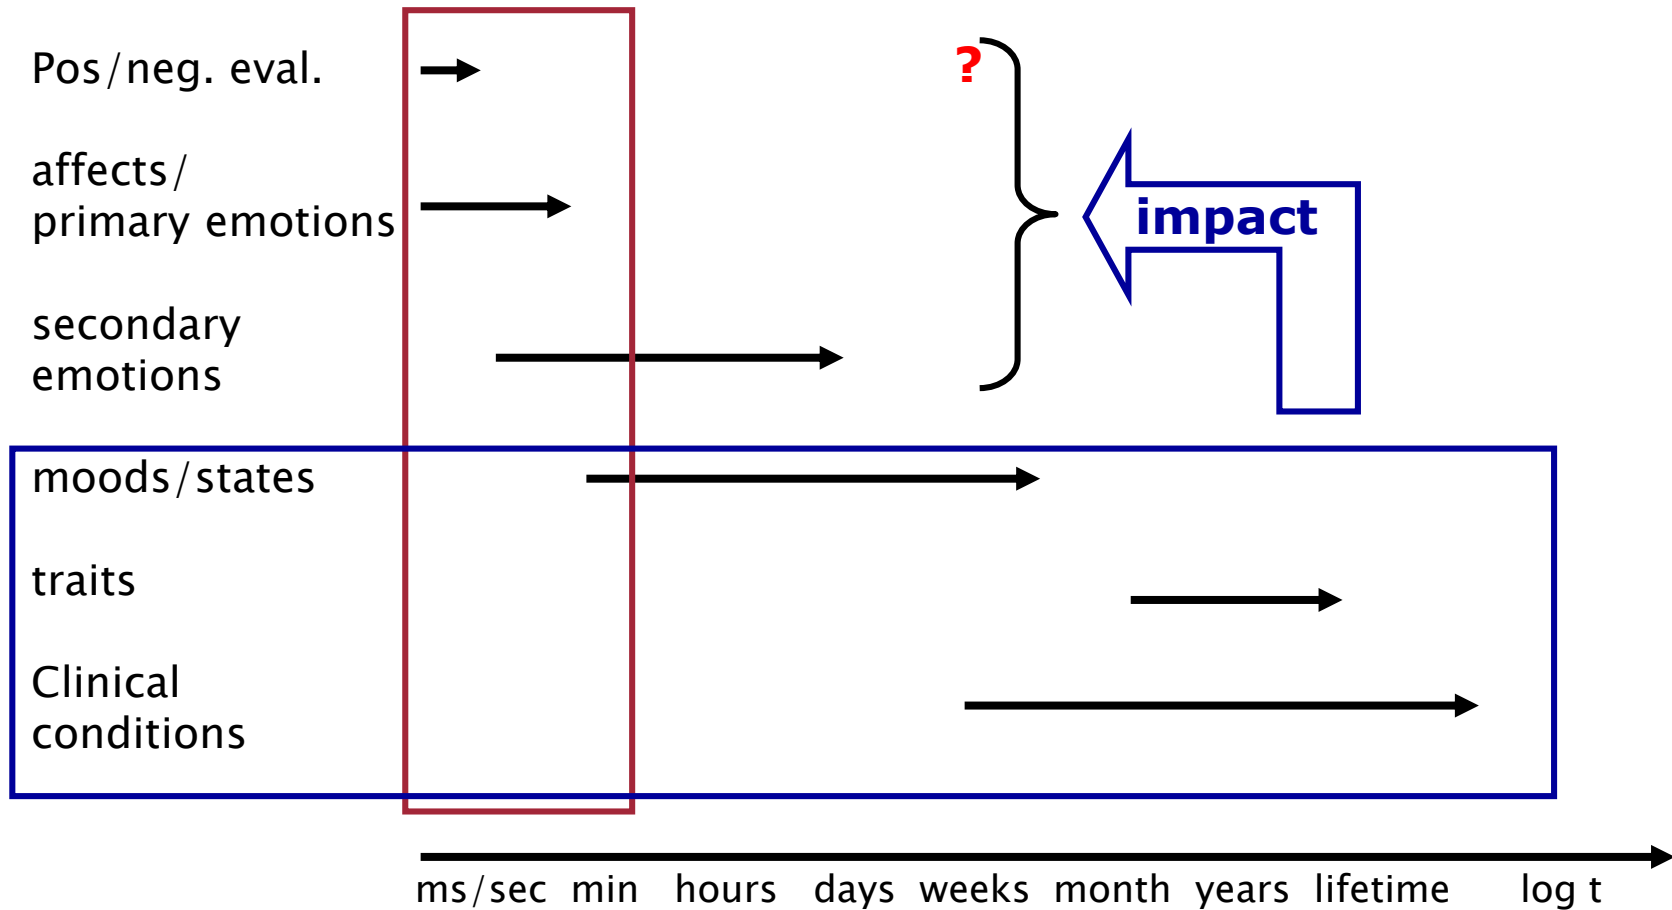 Pos/neg. eval.
?
affects/
primary emotions
impact
secondary
emotions
moods/states
traits
Clinical
conditions
ms/sec min hours days weeks month years lifetime log t